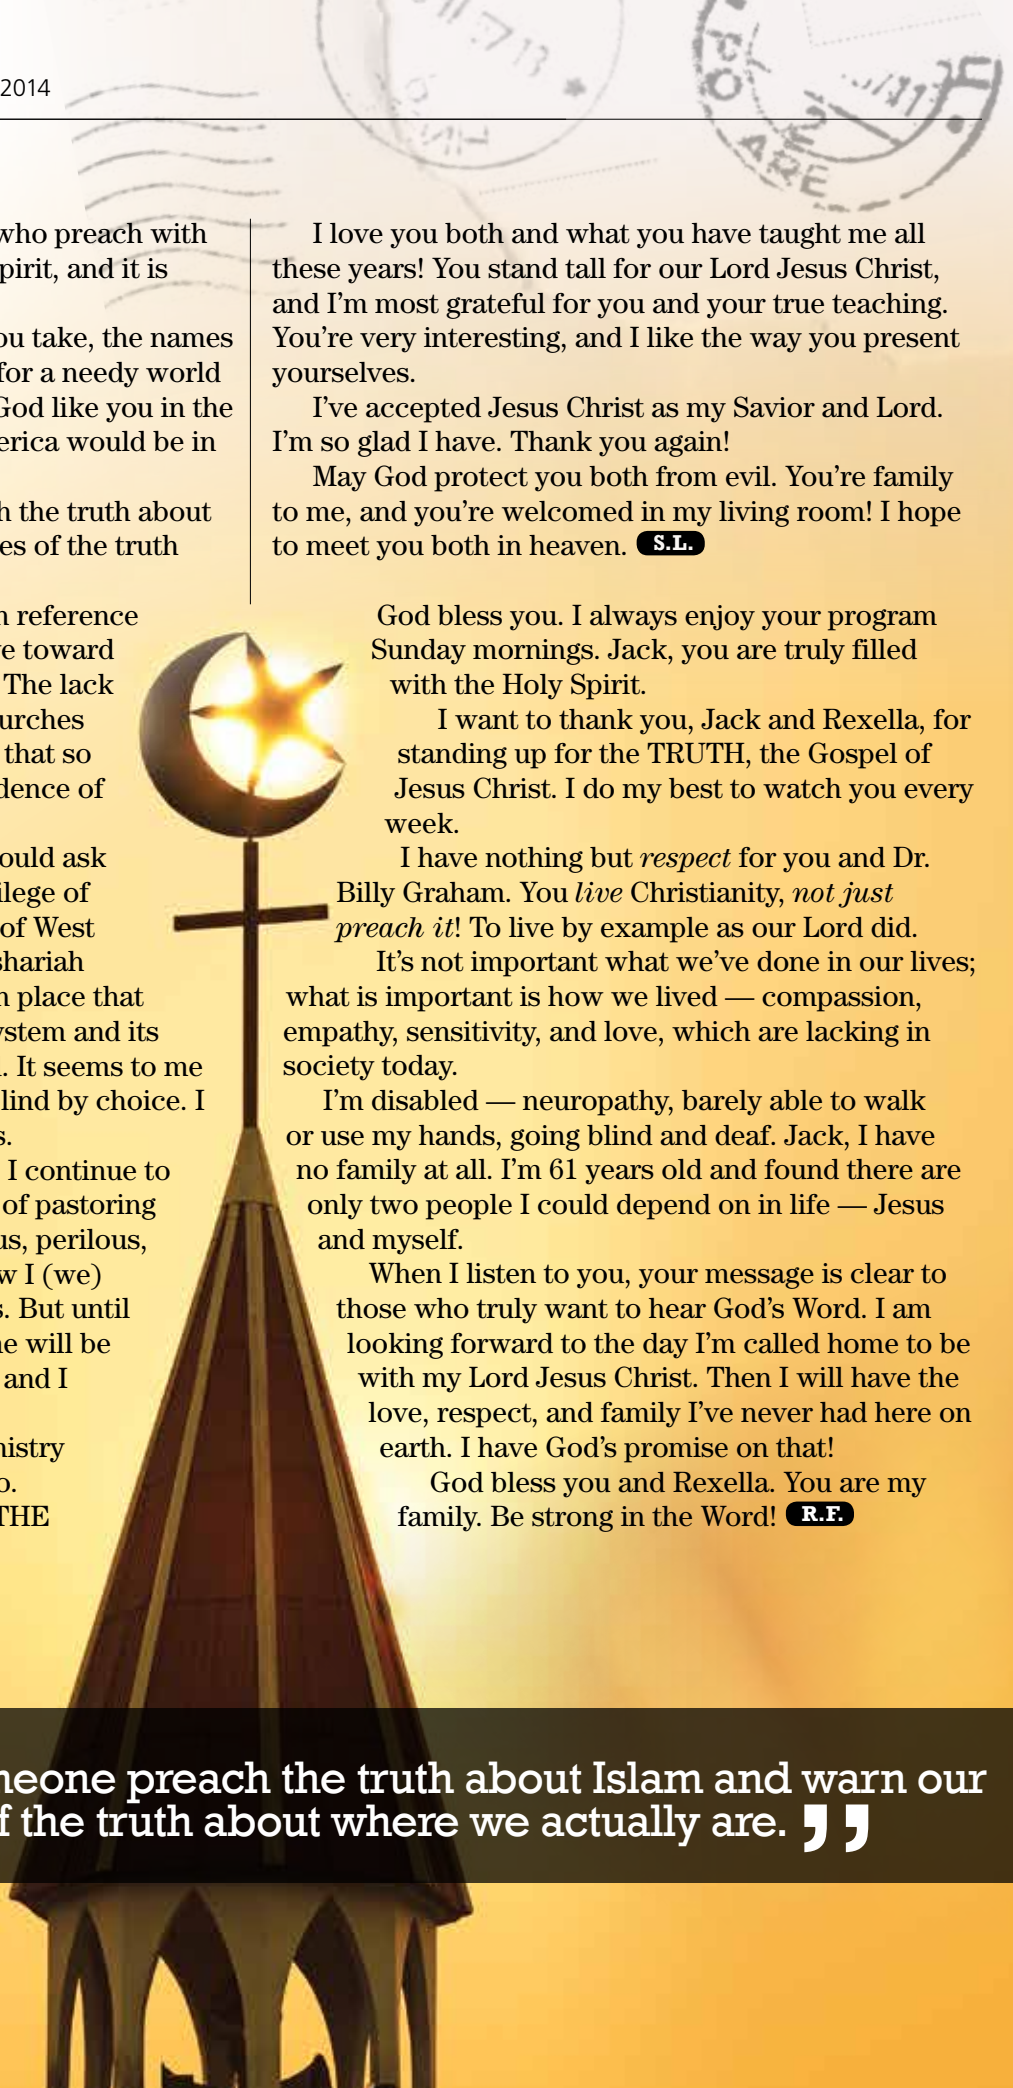 2014
who preach with
pirit, and it is
ou take, the names
for a needy world
God like you in the
erica would be in
h the truth about
es of the truth
n reference
ve toward
The lack
urches
that so
dence of
ould ask
ilege of
of West
shariah
n place that
ystem and its
. It seems to me
lind by choice. I
s.
I continue to
of pastoring
us, perilous,
w I (we)
s. But until
ne will be
and I
nistry
o.
THE
I love you both and what you have taught me all
these years! You stand tall for our Lord Jesus Christ,
and I'm most grateful for you and your true teaching.
You're very interesting, and I like the way you present
yourselves.
I've accepted Jesus Christ as my Savior and Lord.
I'm so glad I have. Thank you again!
May God protect you both from evil. You're family
to me, and you're welcomed in my living room! I hope
to meet you both in heaven. S.L.
God bless you. I always enjoy your program
Sunday mornings. Jack, you are truly filled
with the Holy Spirit.
I want to thank you, Jack and Rexella, for
standing up for the TRUTH, the Gospel of
Jesus Christ. I do my best to watch you every
week.
I have nothing but respect for you and Dr.
Billy Graham. You live Christianity, not just
preach it! To live by example as our Lord did.
It's not important what we've done in our lives;
what is important is how we lived — compassion,
empathy, sensitivity, and love, which are lacking in
society today.
I'm disabled — neuropathy, barely able to walk
or use my hands, going blind and deaf. Jack, I have
no family at all. I'm 61 years old and found there are
only two people I could depend on in life — Jesus
and myself.
When I listen to you, your message is clear to
those who truly want to hear God's Word. I am
looking forward to the day I'm called home to be
with my Lord Jesus Christ. Then I will have the
love, respect, and family I've never had here on
earth. I have God's promise on that!
God bless you and Rexella. You are my
family. Be strong in the Word! R.F.
neone preach the truth about Islam and warn our
f the truth about where we actually are. ”